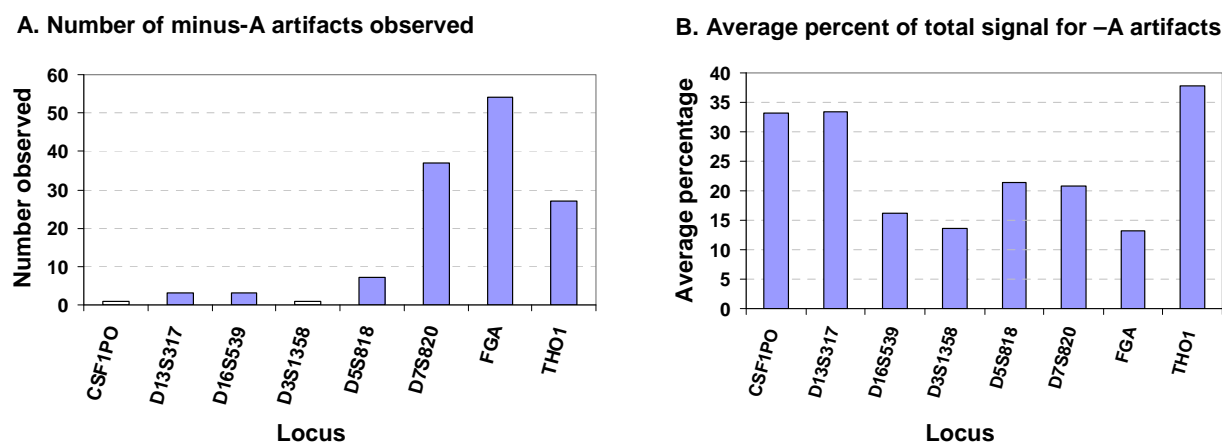 A. Number of minus-A artifacts observed
60
50
40
30
20
10
0
Number observed
CSF1PO
D13S317
D16S539
D3S1358
D5S818
D7S820
FGA
THO1
Locus
B. Average percent of total signal for –A artifacts
40
35
30
25
20
15
10
5
0
Average percentage
CSF1PO
D13S317
D16S539
D3S1358
D5S818
D7S820
FGA
THO1
Locus